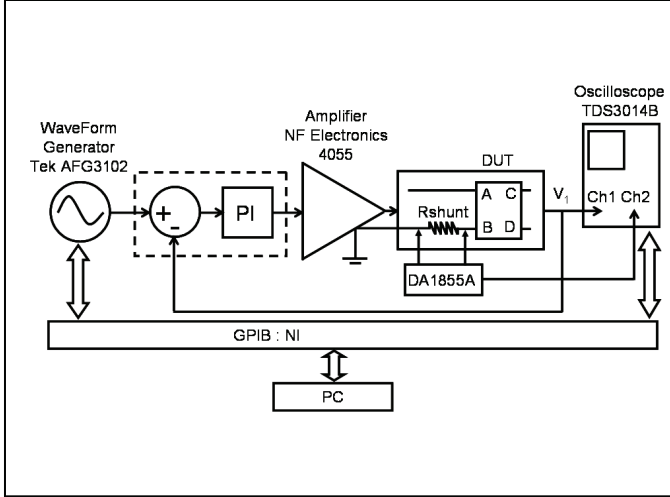 WaveForm
Generator
Tek AFG3102
+
-
PI
Amplifier
NF Electronics
4055
DUT
Rshunt
A C
B D
DA1855A
V1
Oscilloscope
TDS3014B
Ch1 Ch2
GPIB : NI
PC